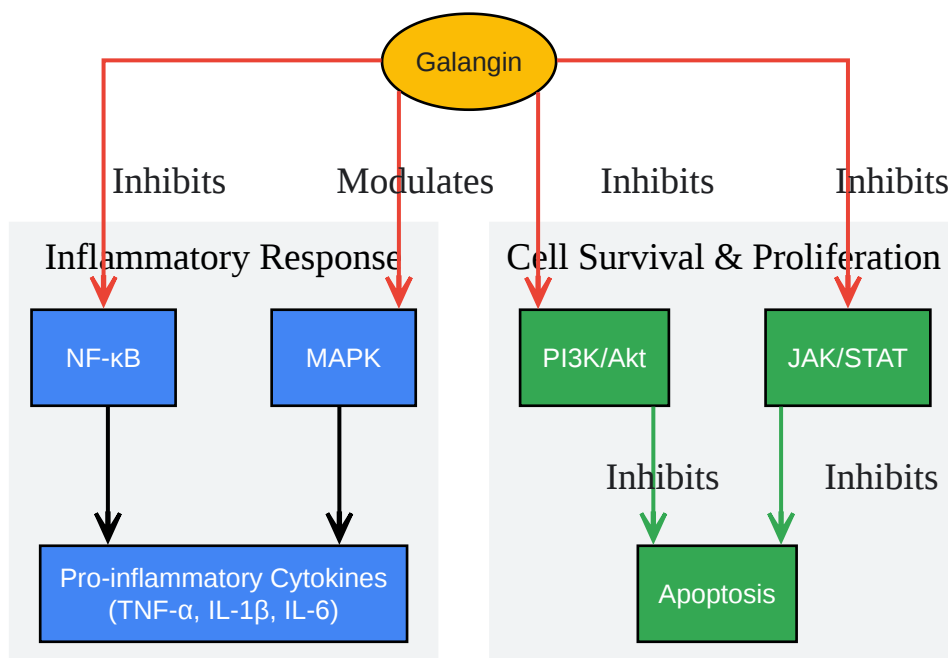 Galangin
Inhibits
Modulates
Inhibits
Inhibits
Inflammatory Response
Cell Survival & Proliferation
NF-κB
MAPK
PI3K/Akt
JAK/STAT
Inhibits
Inhibits
Pro-inflammatory Cytokines
(TNF-α, IL-1β, IL-6)
Apoptosis